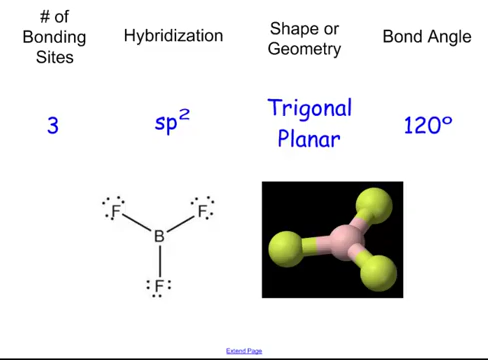 # of
Bonding
Sites
Hybridization
Shape or
Geometry
Bond Angle
3
sp²
Trigonal
Planar
120°
F
F
B
F
Extend Page